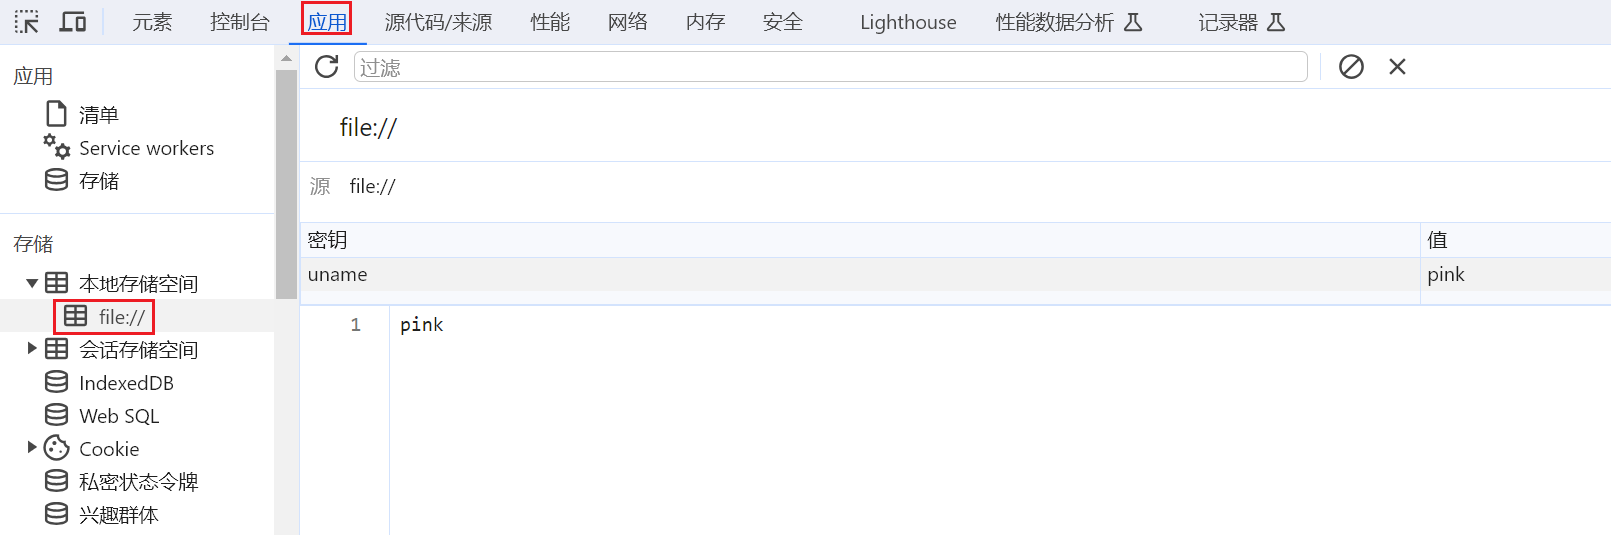 元素 控制台 应用 源代码/来源 性能 网络 内存 安全 Lighthouse 性能数据分析 记录器
应用
清单
Service workers
存储
存储
本地存储空间
file://
会话存储空间
IndexedDB
Web SQL
Cookie
私密状态令牌
兴趣群体
过滤
file://
源 file://
密钥 值
uname pink
1 pink